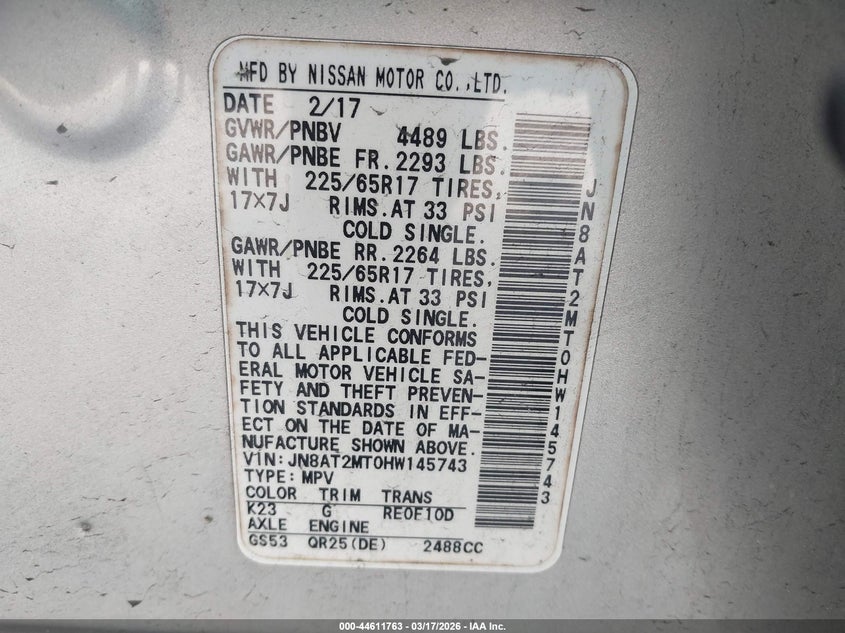 MFD BY NISSAN MOTOR CO.,LTD.
DATE 2/17
GVWR/PNBV 4489 LBS.
GAWR/PNBE FR.2293 LBS.
WITH 225/65R17 TIRES,
17X7J RIMS.AT 33 PSI
COLD SINGLE.
GAWR/PNBE RR.2264 LBS.
WITH 225/65R17 TIRES,
17X7J RIMS.AT 33 PSI
COLD SINGLE.
THIS VEHICLE CONFORMS
TO ALL APPLICABLE FED-
ERAL MOTOR VEHICLE SA-
FETY AND THEFT PREVEN-
TION STANDARDS IN EFF-
ECT ON THE DATE OF MA-
NUFACTURE SHOWN ABOVE.
VIN:JN8AT2MT0HW145743
TYPE:MPV
COLOR TRIM TRANS
K23 G RE0F10D
AXLE ENGINE
GS53 QR25(DE) 2488CC
JN8AT2MT0HW145743
000-44611763 - 03/17/2026 - IAA Inc.